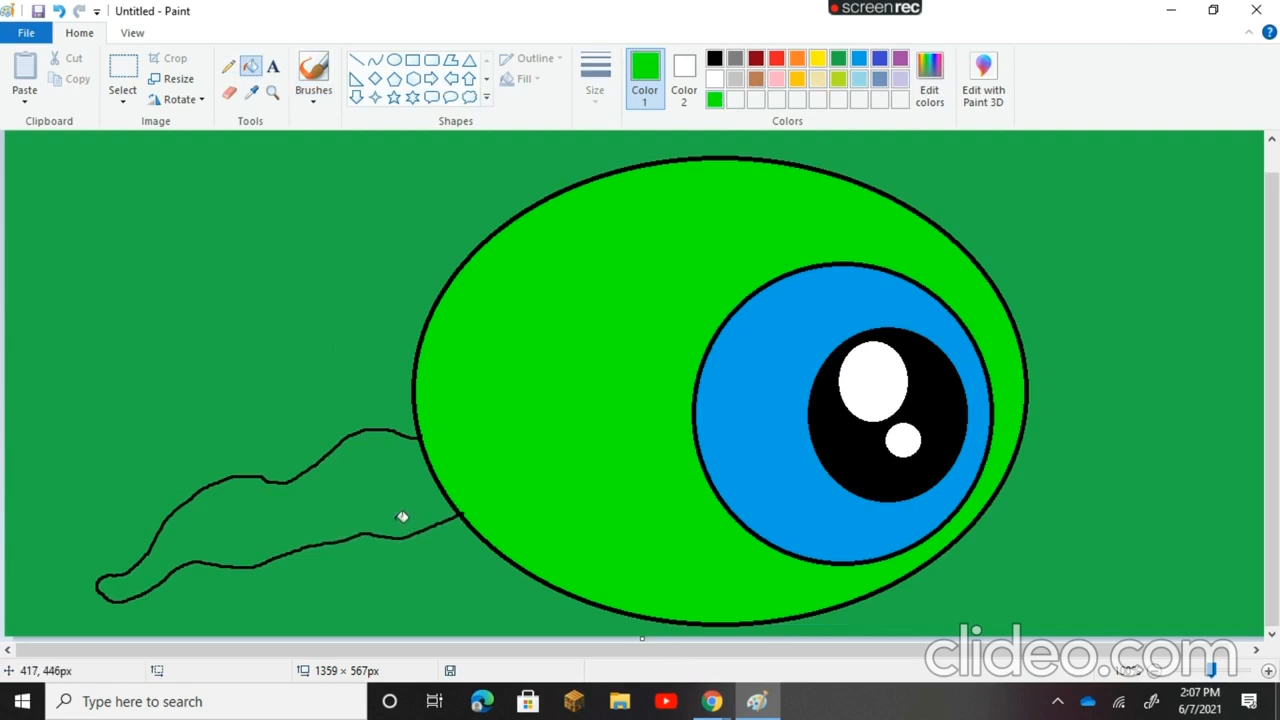 Untitled - Paint
screenrec
File Home View
Paste
Cut
Copy
Clipboard
Select
Crop
Resize
Rotate
Image
A
Tools
Brushes
Shapes
Outline
Fill
Size
Color 1
Color 2
Colors
Edit colors
Edit with Paint 3D
clideo.com
417, 446px
1359 × 567px
Type here to search
2:07 PM
6/7/2021